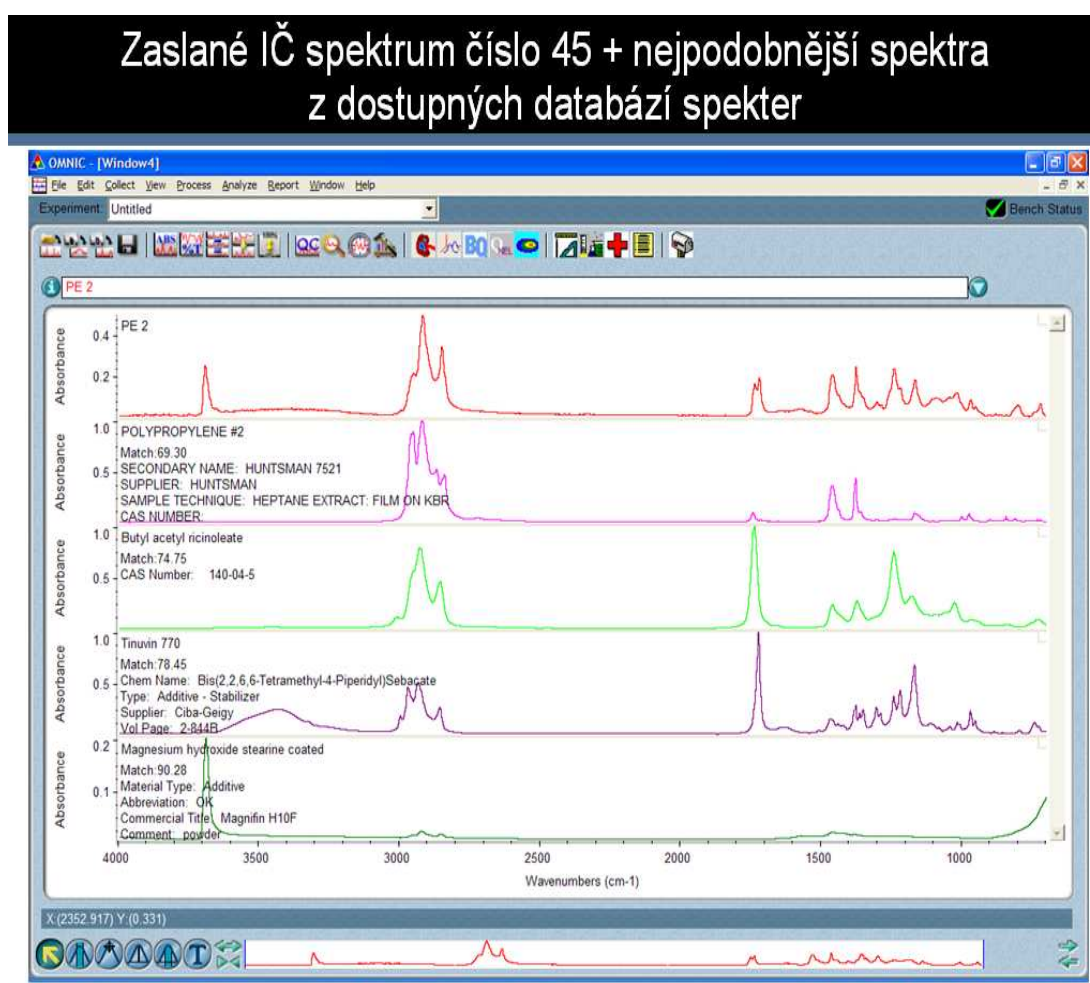 Zaslané IČ spektrum číslo 45 + nejpodobnější spektra
z dostupných databází spekter
OMNIC - [Window4]
File Edit Collect View Process Analyze Report Window Help
Experiment: Untitled
Bench Status
ABS %T QC BQ
PE 2
PE 2
Absorbance
0.4
0.2
POLYPROPYLENE #2
Match:69.30
SECONDARY NAME: HUNTSMAN 7521
SUPPLIER: HUNTSMAN
SAMPLE TECHNIQUE: HEPTANE EXTRACT: FILM ON KBR
CAS NUMBER:
Absorbance
1.0
0.5
Butyl acetyl ricinoleate
Match:74.75
CAS Number: 140-04-5
Absorbance
1.0
0.5
Tinuvin 770
Match:78.45
Chem Name: Bis(2,2,6,6-Tetramethyl-4-Piperidyl)Sebacate
Type: Additive - Stabilizer
Supplier: Ciba-Geigy
Vol Page: 2-844B
Absorbance
1.0
0.5
Magnesium hydroxide stearine coated
Match:90.28
Material Type: Additive
Abbreviation: OK
Commercial Title: Magnifin H10F
Comment: powder
Absorbance
0.2
0.1
4000 3500 3000 2500 2000 1500 1000
Wavenumbers (cm-1)
X:(2352.917) Y:(0.331)
T